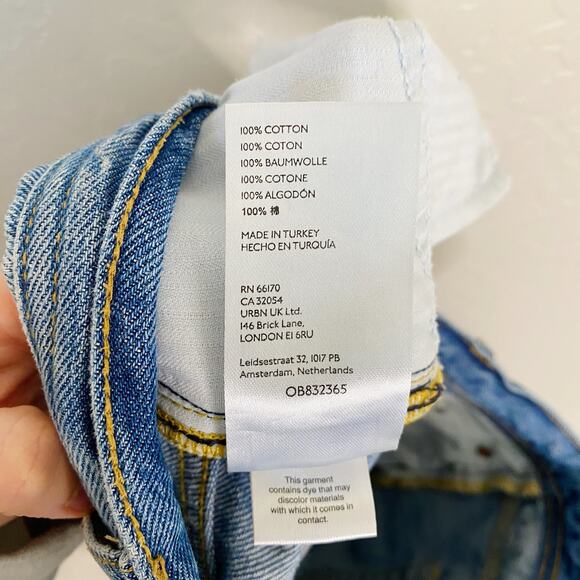 100% COTTON
100% COTON
100% BAUMWOLLE
100% COTONE
100% ALGODÓN
100% 棉
MADE IN TURKEY
HECHO EN TURQUÍA
RN 66170
CA 32054
URBN UK Ltd.
146 Brick Lane,
LONDON E1 6RU
Leidsestraat 32, 1017 PB
Amsterdam, Netherlands
OB832365
This garment
contains dye that may
discolor materials
with which it comes in
contact.